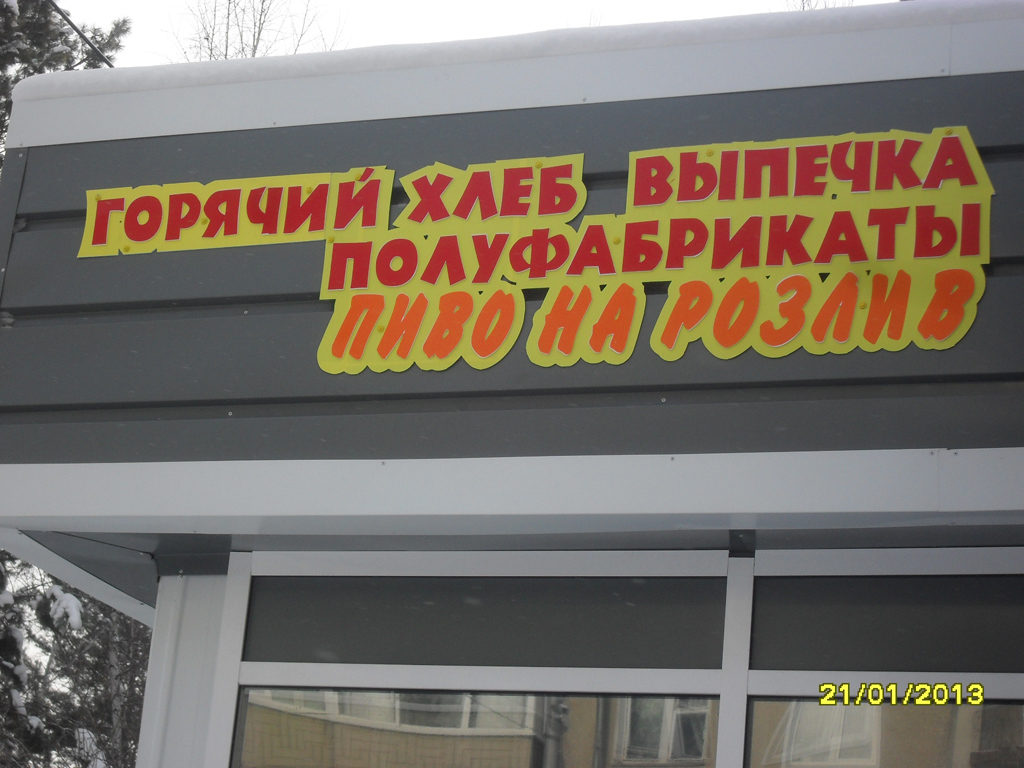 ГОРЯЧИЙ ХЛЕБ ВЫПЕЧКА
ПОЛУФАБРИКАТЫ
ПИВО НА РОЗЛИВ
21/01/2013